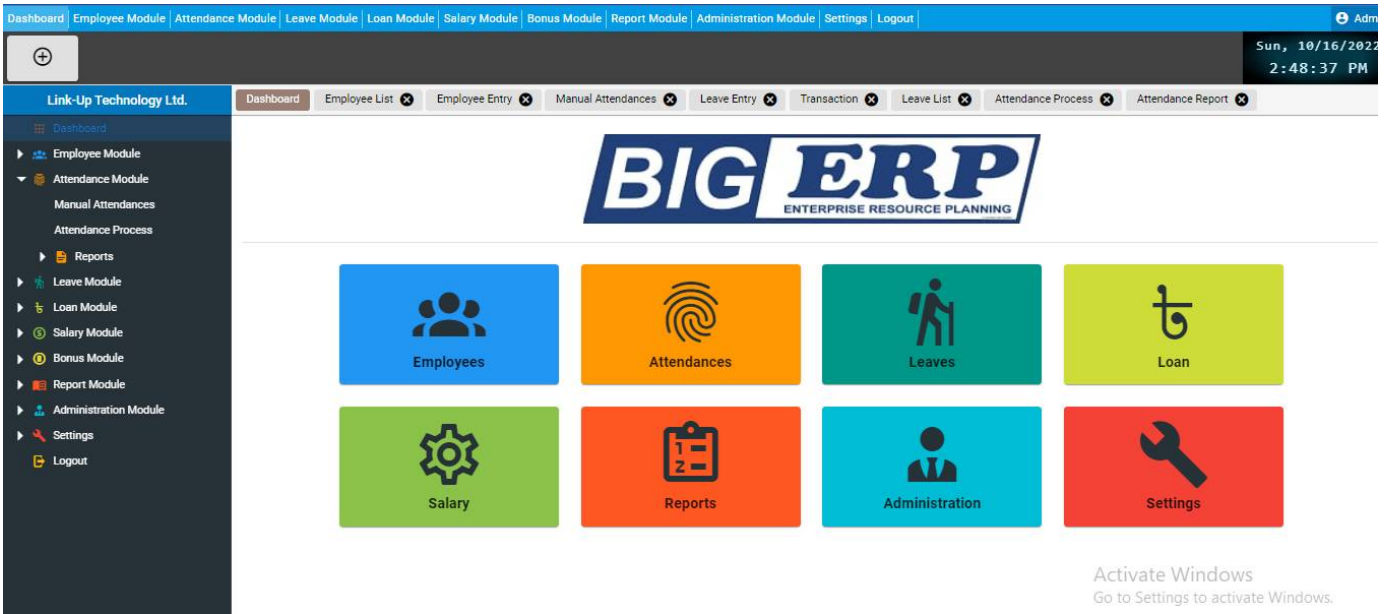 Dashboard Employee Module Attendance Module Leave Module Loan Module Salary Module Bonus Module Report Module Administration Module Settings Logout Adm
Sun, 10/16/2022
2:48:37 PM
Link-Up Technology Ltd.
Dashboard Employee List Employee Entry Manual Attendances Leave Entry Transaction Leave List Attendance Process Attendance Report
Dashboard
Employee Module
Attendance Module
Manual Attendances
Attendance Process
Reports
Leave Module
৳ Loan Module
Salary Module
Bonus Module
Report Module
Administration Module
Settings
Logout
BIG ERP
ENTERPRISE RESOURCE PLANNING
Employees Attendances Leaves ৳ Loan
Salary Reports Administration Settings
Activate Windows
Go to Settings to activate Windows.